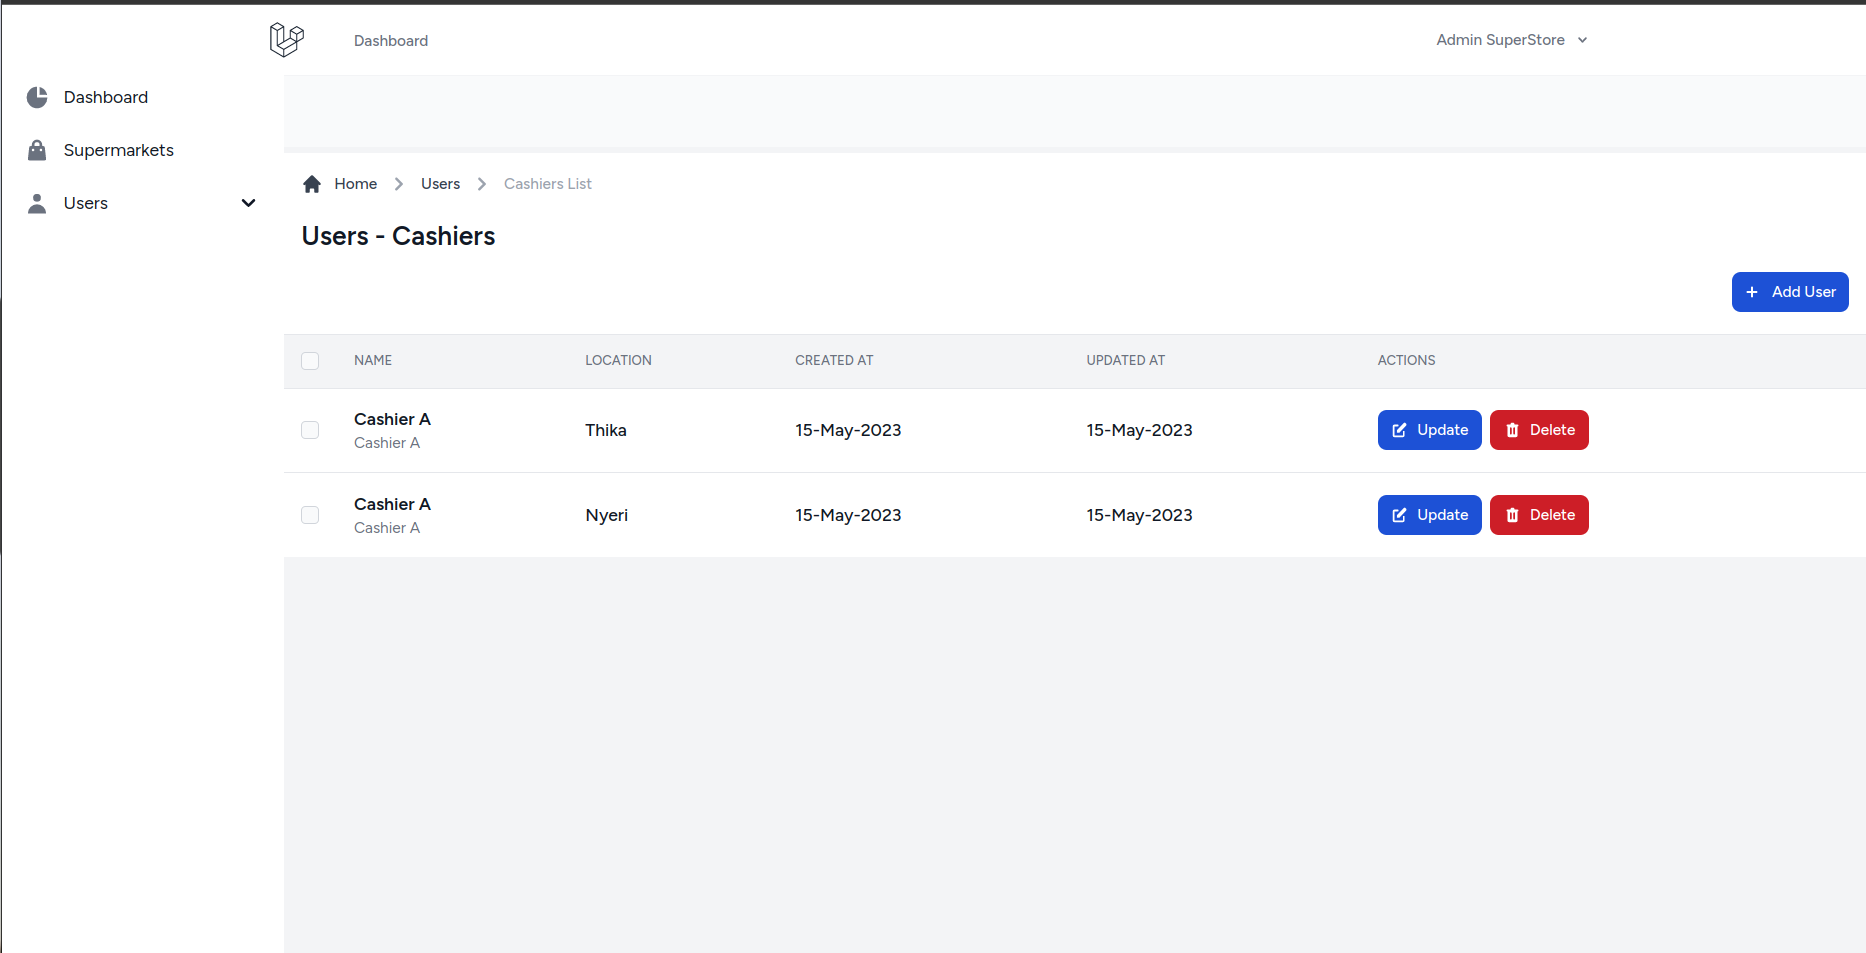 Dashboard
Admin SuperStore
Dashboard
Supermarkets
Users
Home
Users
Cashiers List
Users - Cashiers
Add User
NAME LOCATION CREATED AT UPDATED AT ACTIONS
Cashier A
Cashier A
Thika 15-May-2023 15-May-2023 Update Delete
Cashier A
Cashier A
Nyeri 15-May-2023 15-May-2023 Update Delete